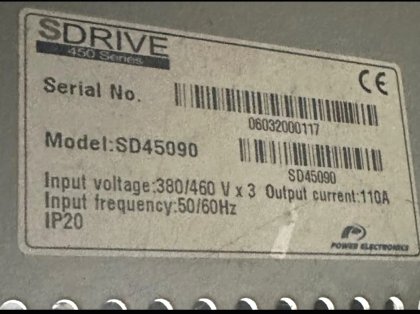 SDRIVE
450 Series
CE
Serial No.
06032000117
Model:SD45090
SD45090
Input voltage:380/460 V x 3 Output current:110A
Input frequency:50/60Hz
IP20
POWER ELECTRONICS